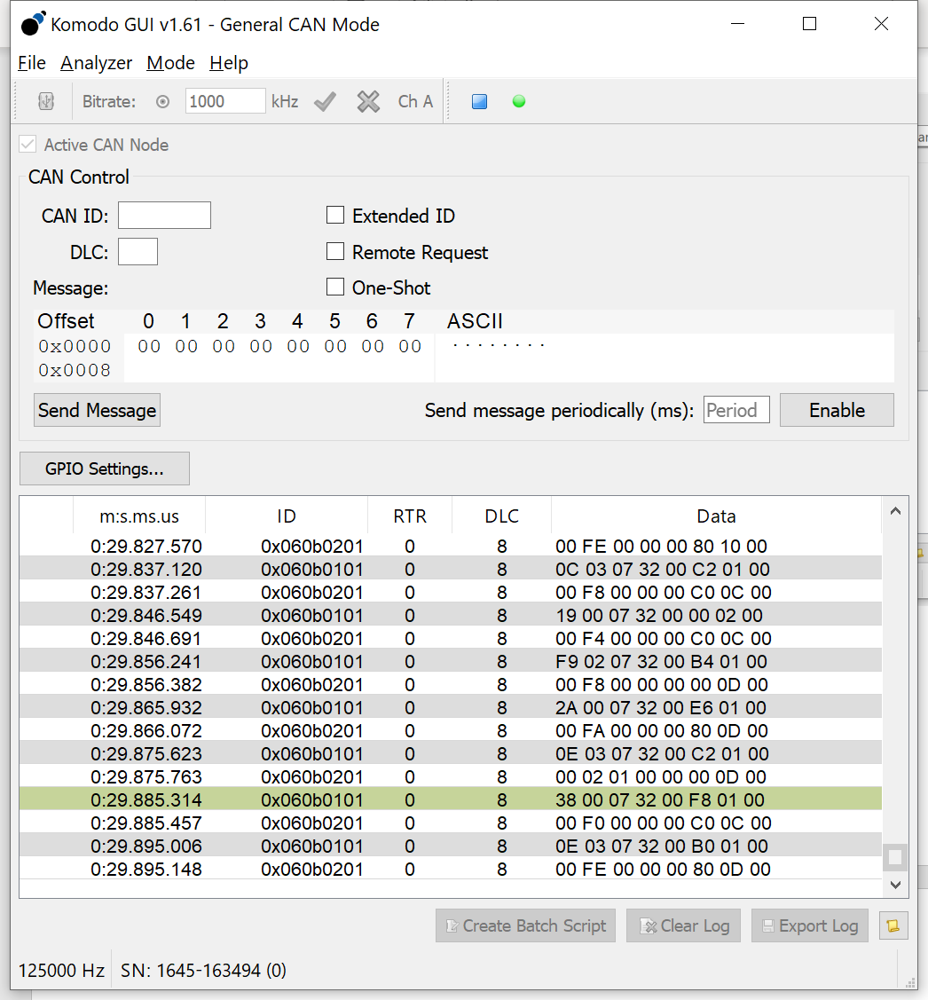 Komodo GUI v1.61 - General CAN Mode
File Analyzer Mode Help
Bitrate: 1000 kHz Ch A
Active CAN Node
CAN Control
CAN ID: Extended ID
DLC: Remote Request
Message: One-Shot
Offset 0 1 2 3 4 5 6 7 ASCII
0x0000 00 00 00 00 00 00 00 00 ········
0x0008
Send Message Send message periodically (ms): Period Enable
GPIO Settings...
m:s.ms.us ID RTR DLC Data
0:29.827.570 0x060b0201 0 8 00 FE 00 00 00 80 10 00
0:29.837.120 0x060b0101 0 8 0C 03 07 32 00 C2 01 00
0:29.837.261 0x060b0201 0 8 00 F8 00 00 00 C0 0C 00
0:29.846.549 0x060b0101 0 8 19 00 07 32 00 00 02 00
0:29.846.691 0x060b0201 0 8 00 F4 00 00 00 C0 0C 00
0:29.856.241 0x060b0101 0 8 F9 02 07 32 00 B4 01 00
0:29.856.382 0x060b0201 0 8 00 F8 00 00 00 00 0D 00
0:29.865.932 0x060b0101 0 8 2A 00 07 32 00 E6 01 00
0:29.866.072 0x060b0201 0 8 00 FA 00 00 00 80 0D 00
0:29.875.623 0x060b0101 0 8 0E 03 07 32 00 C2 01 00
0:29.875.763 0x060b0201 0 8 00 02 01 00 00 00 0D 00
0:29.885.314 0x060b0101 0 8 38 00 07 32 00 F8 01 00
0:29.885.457 0x060b0201 0 8 00 F0 00 00 00 C0 0C 00
0:29.895.006 0x060b0101 0 8 0E 03 07 32 00 B0 01 00
0:29.895.148 0x060b0201 0 8 00 FE 00 00 00 80 0D 00
Create Batch Script Clear Log Export Log
125000 Hz SN: 1645-163494 (0)